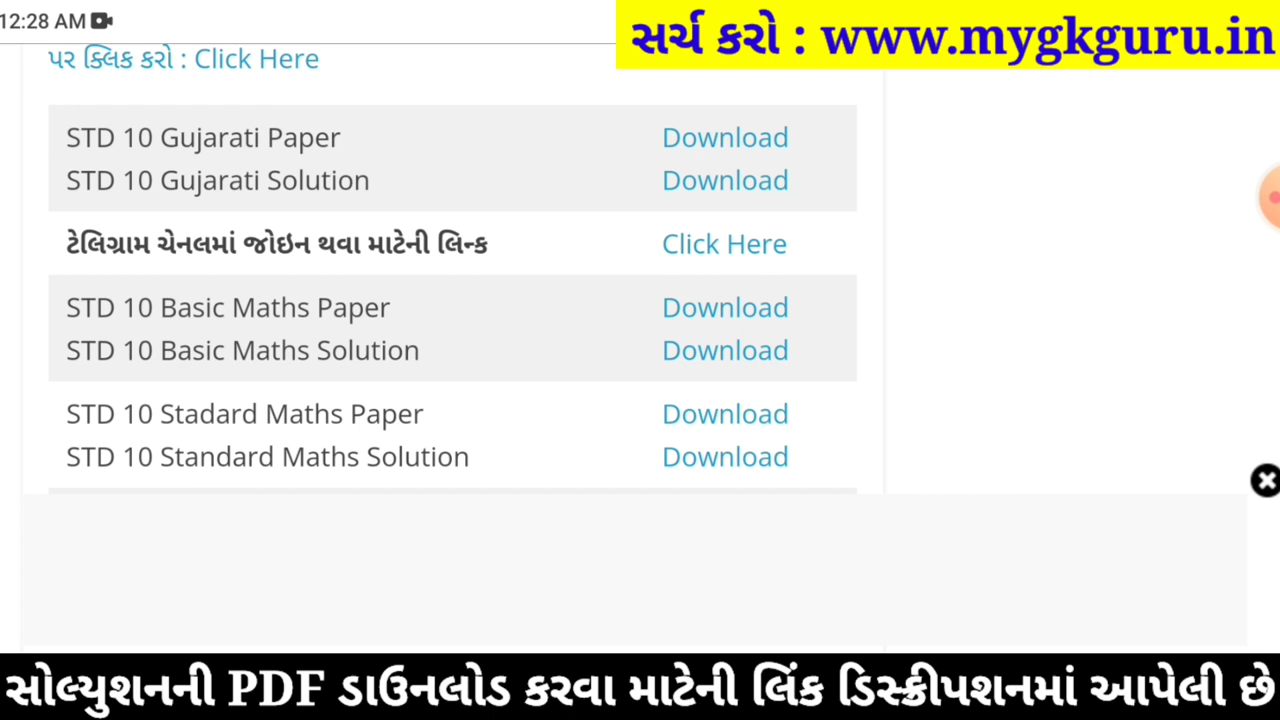 12:28 AM
સર્ચ કરો : www.mygkguru.in
પર ક્લિક કરો : Click Here
STD 10 Gujarati Paper Download
STD 10 Gujarati Solution Download
ટેલિગ્રામ ચેનલમાં જોઇન થવા માટેની લિન્ક Click Here
STD 10 Basic Maths Paper Download
STD 10 Basic Maths Solution Download
STD 10 Stadard Maths Paper Download
STD 10 Standard Maths Solution Download
સોલ્યુશનની PDF ડાઉનલોડ કરવા માટેની લિંક ડિસ્ક્રીપશનમાં આપેલી છે